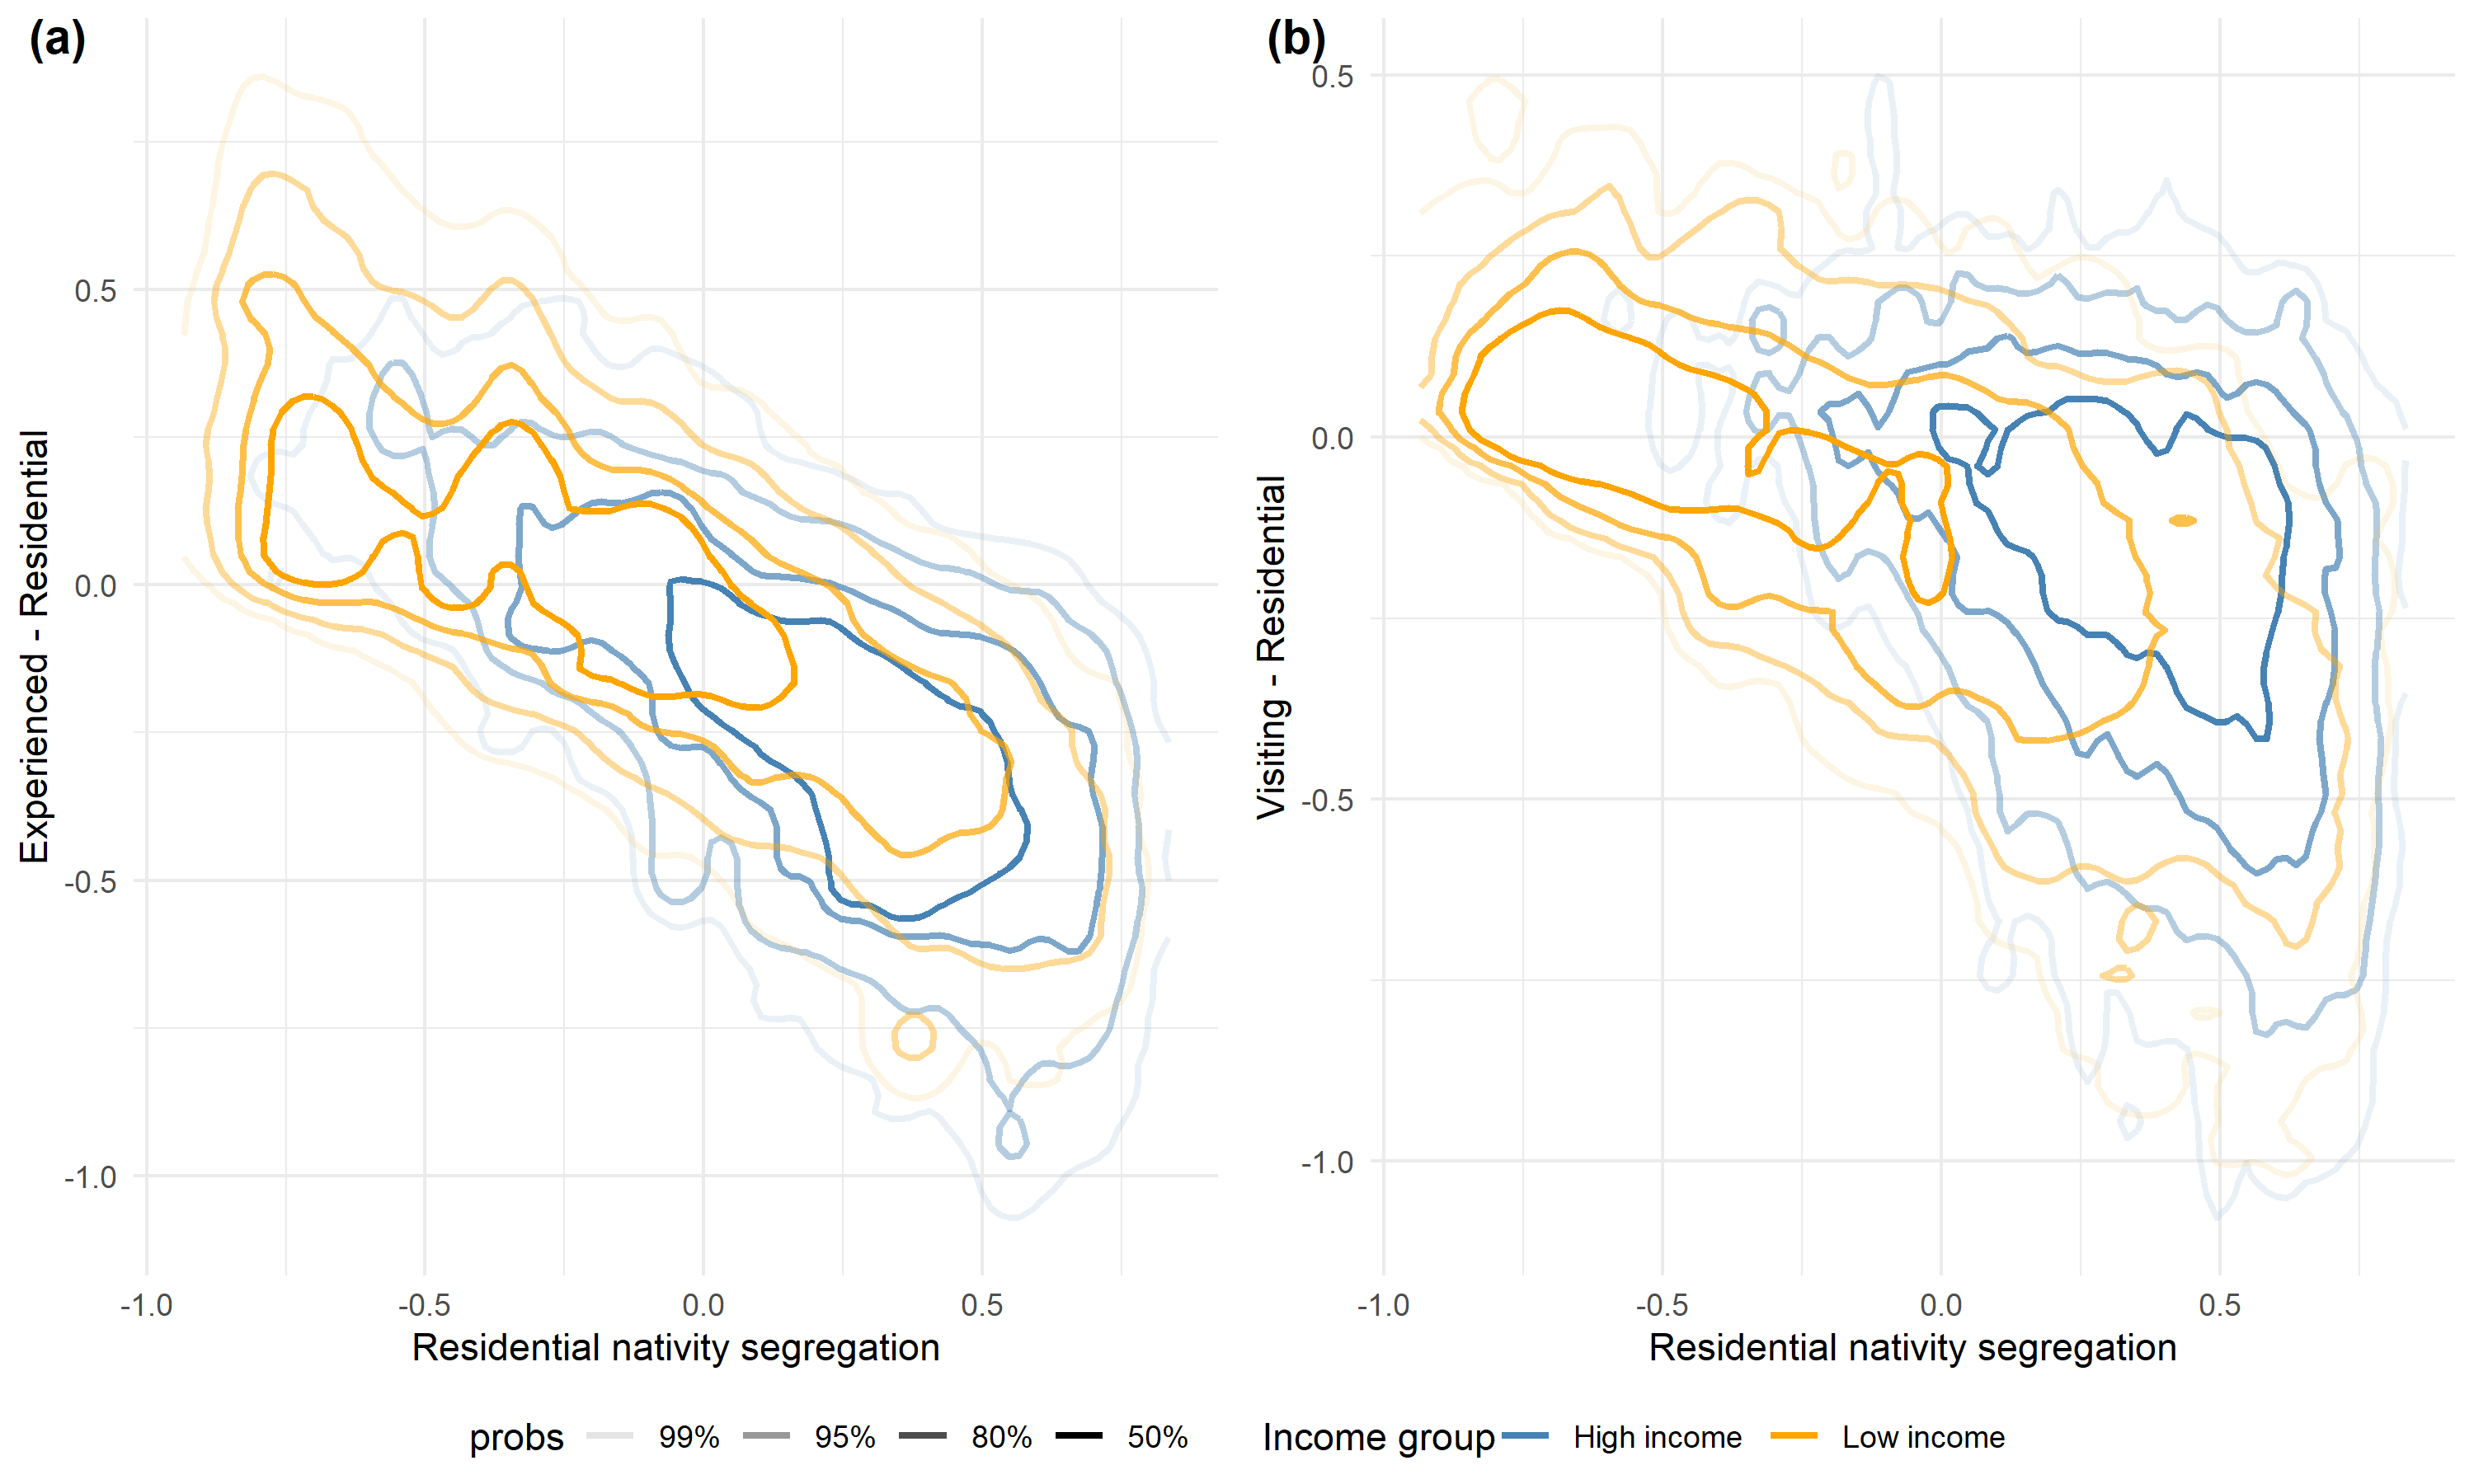 (a)
Experienced - Residential
0.5
0.0
-0.5
-1.0
-1.0 -0.5 0.0 0.5
Residential nativity segregation
(b)
Visiting - Residential
0.5
0.0
-0.5
-1.0
-1.0 -0.5 0.0 0.5
Residential nativity segregation
probs 99% 95% 80% 50% Income group High income Low income